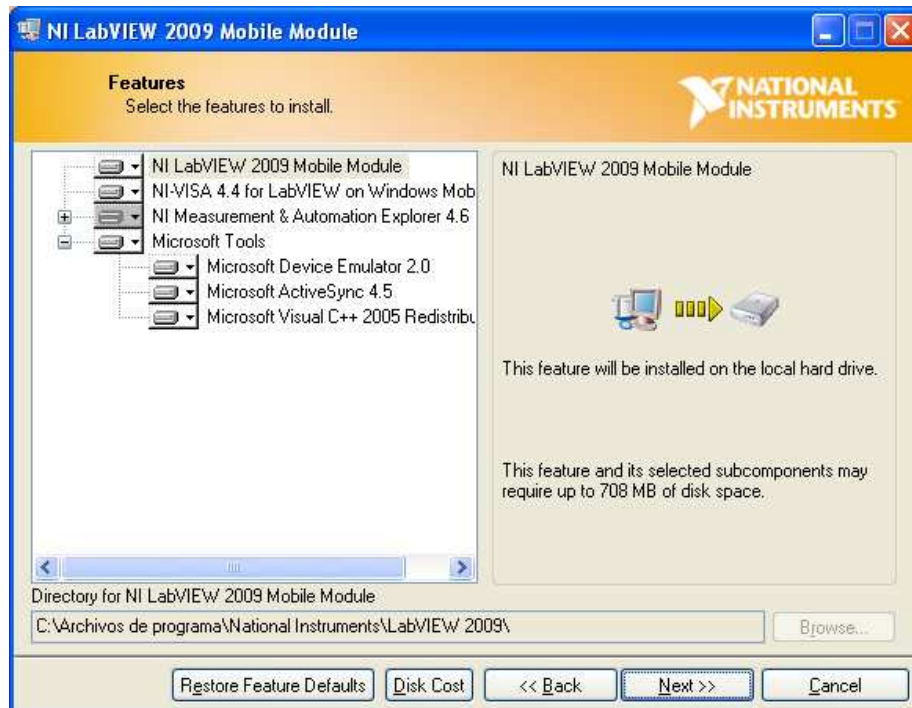 NI LabVIEW 2009 Mobile Module
Features
Select the features to install.
NATIONAL
INSTRUMENTS
NI LabVIEW 2009 Mobile Module
NI-VISA 4.4 for LabVIEW on Windows Mob
NI Measurement & Automation Explorer 4.6
Microsoft Tools
Microsoft Device Emulator 2.0
Microsoft ActiveSync 4.5
Microsoft Visual C++ 2005 Redistribu
NI LabVIEW 2009 Mobile Module
This feature will be installed on the local hard drive.
This feature and its selected subcomponents may
require up to 708 MB of disk space.
Directory for NI LabVIEW 2009 Mobile Module
C:\Archivos de programa\National Instruments\LabVIEW 2009\
Browse...
Restore Feature Defaults
Disk Cost
<< Back
Next >>
Cancel